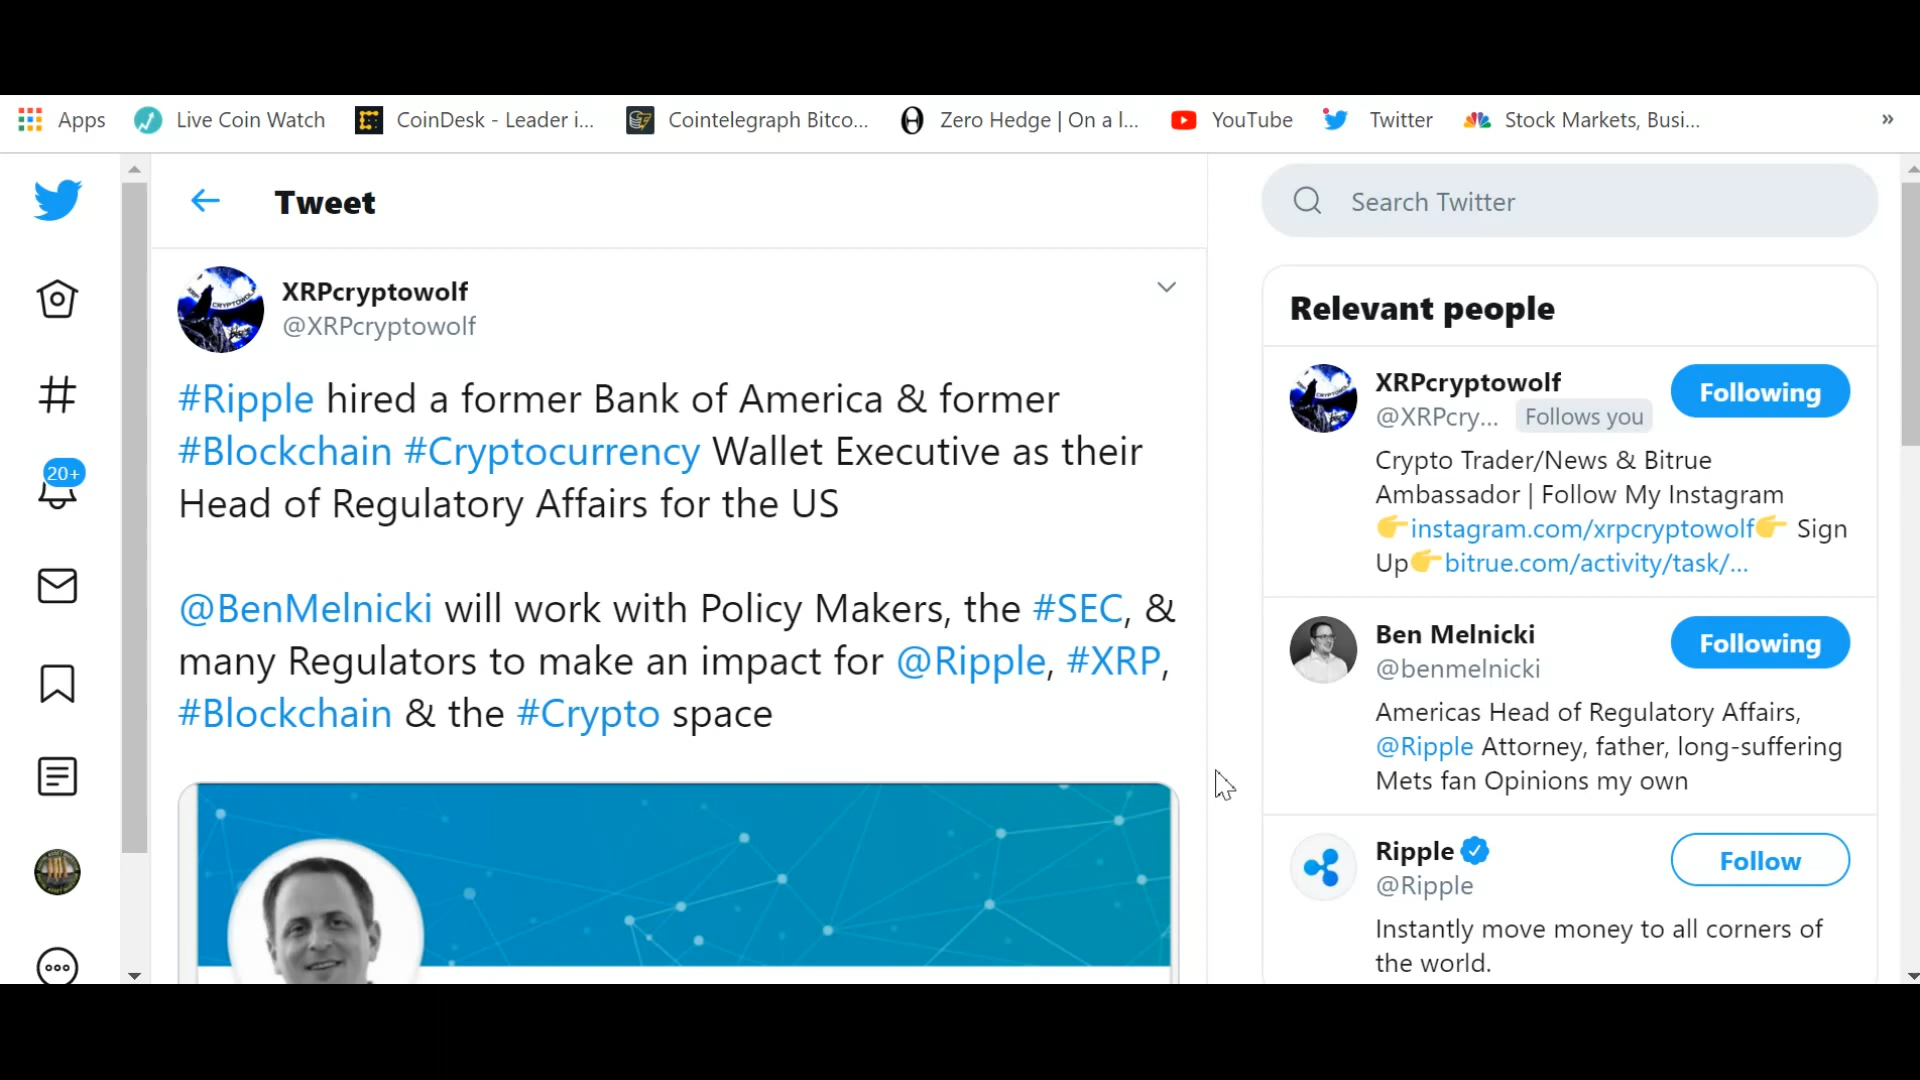 Apps Live Coin Watch CoinDesk - Leader i... Cointelegraph Bitco... Zero Hedge | On a l... YouTube Twitter Stock Markets, Busi... »
Tweet
Search Twitter
XRPcryptowolf
@XRPcryptowolf
#Ripple hired a former Bank of America & former
#Blockchain #Cryptocurrency Wallet Executive as their
Head of Regulatory Affairs for the US
@BenMelnicki will work with Policy Makers, the #SEC, &
many Regulators to make an impact for @Ripple, #XRP,
#Blockchain & the #Crypto space
20+
Relevant people
XRPcryptowolf
@XRPcry... Follows you
Following
Crypto Trader/News & Bitrue
Ambassador | Follow My Instagram
👉instagram.com/xrpcryptowolf👉 Sign
Up👉bitrue.com/activity/task/...
Ben Melnicki
@benmelnicki
Following
Americas Head of Regulatory Affairs,
@Ripple Attorney, father, long-suffering
Mets fan Opinions my own
Ripple
@Ripple
Follow
Instantly move money to all corners of
the world.